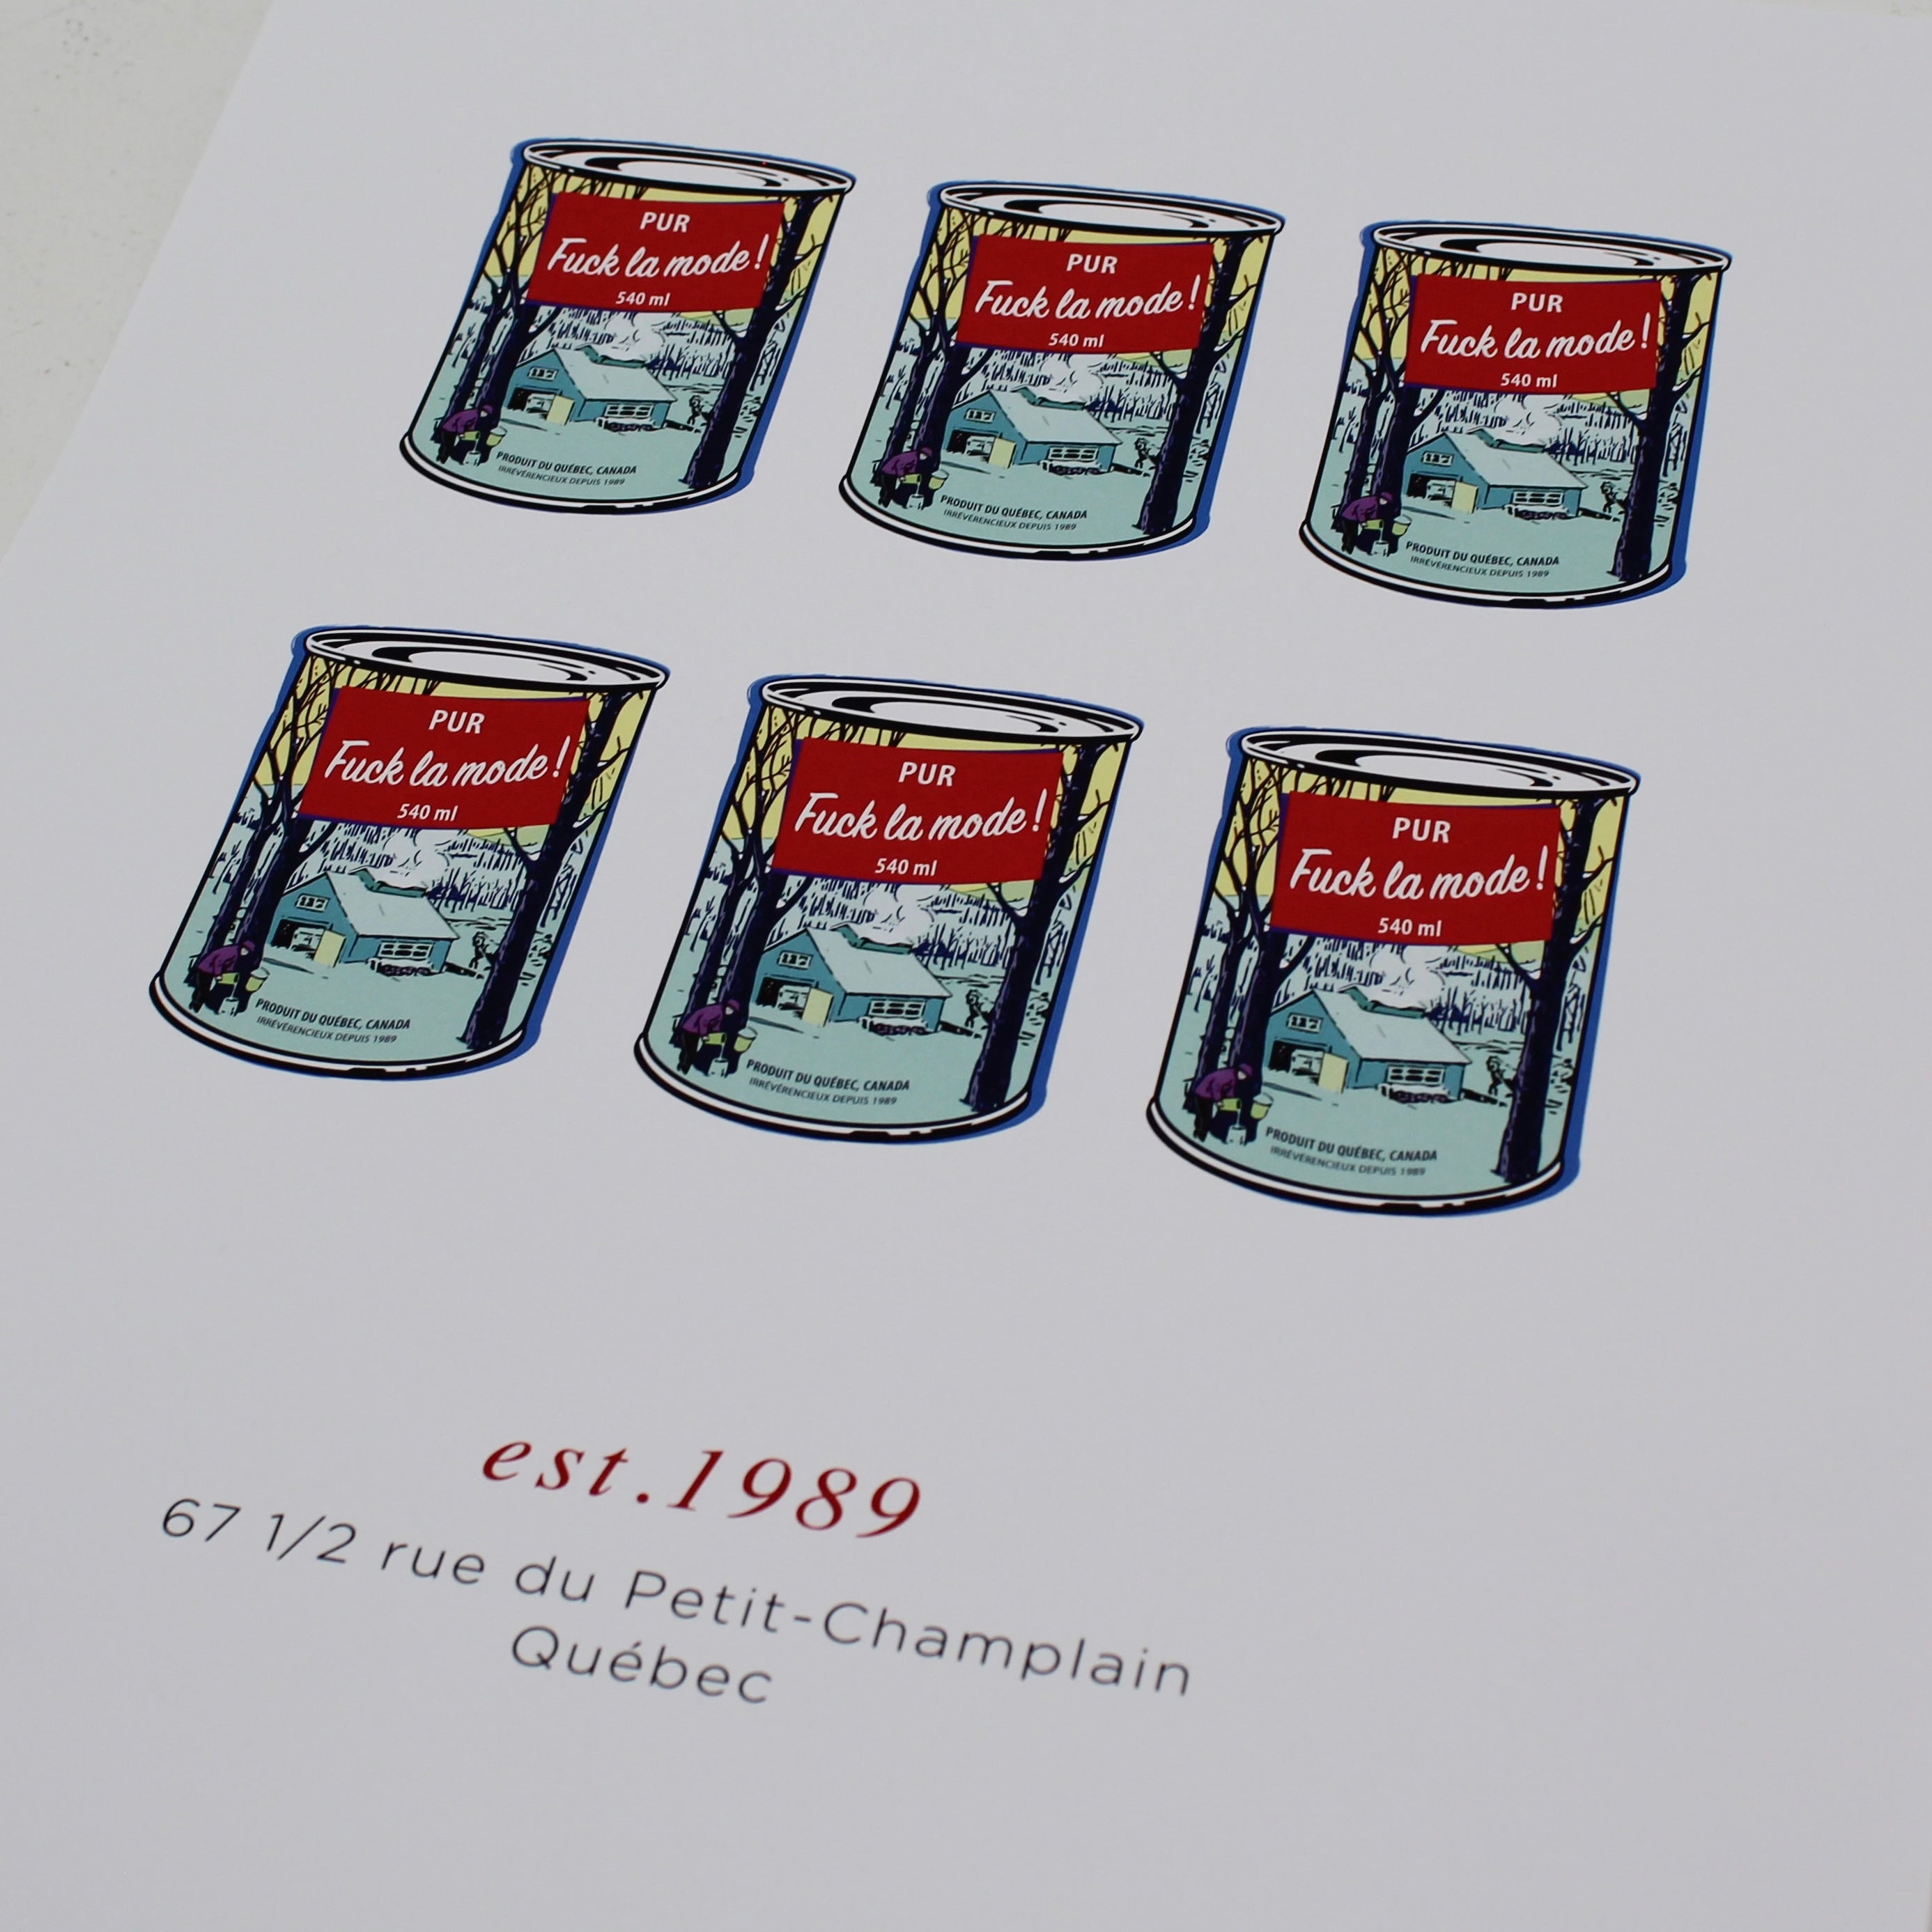 PUR
Fuck la mode!
540 ml
PRODUIT DU QUÉBEC, CANADA
IRRÉVÉRENCIEUX DEPUIS 1989
PUR
Fuck la mode!
540 ml
PRODUIT DU QUÉBEC, CANADA
IRRÉVÉRENCIEUX DEPUIS 1989
PUR
Fuck la mode!
540 ml
PRODUIT DU QUÉBEC, CANADA
IRRÉVÉRENCIEUX DEPUIS 1989
PUR
Fuck la mode!
540 ml
PRODUIT DU QUÉBEC, CANADA
IRRÉVÉRENCIEUX DEPUIS 1989
PUR
Fuck la mode!
540 ml
PRODUIT DU QUÉBEC, CANADA
IRRÉVÉRENCIEUX DEPUIS 1989
PUR
Fuck la mode!
540 ml
PRODUIT DU QUÉBEC, CANADA
IRRÉVÉRENCIEUX DEPUIS 1989
est.1989
67 1/2 rue du Petit-Champlain
Québec